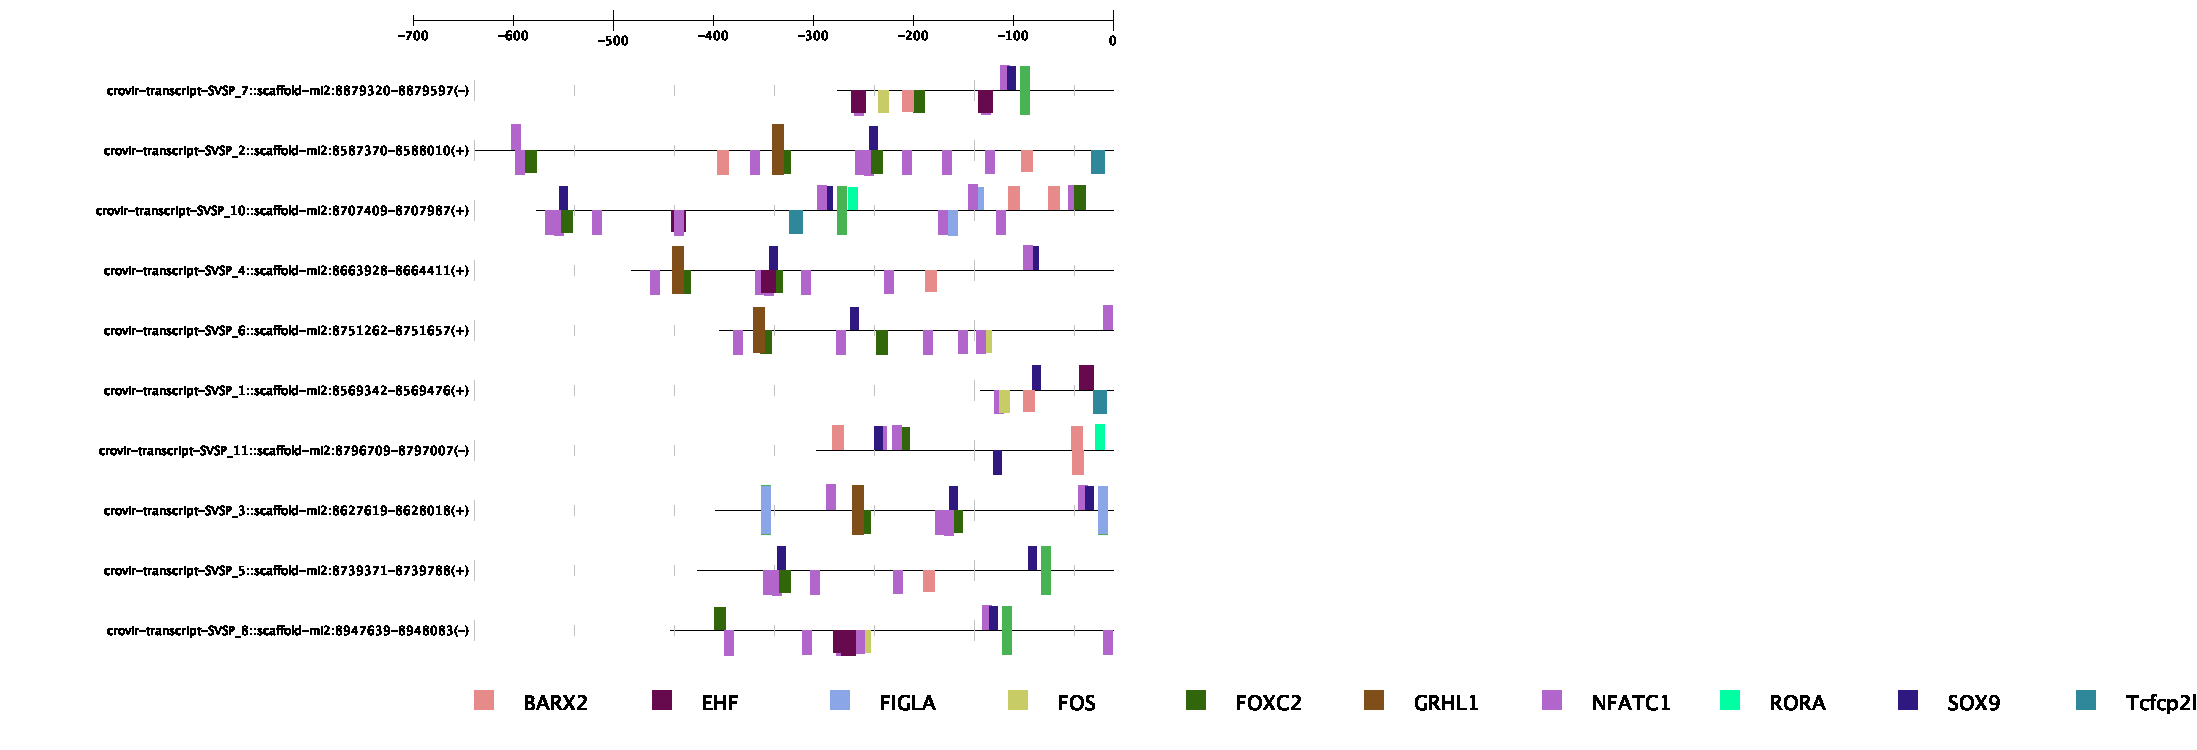 -700 -600 -500 -400 -300 -200 -100 0
crovir-transcript-SVSP_7::scaffold-mi2:8879320-8879597(-)
crovir-transcript-SVSP_2::scaffold-mi2:8587370-8588010(+)
crovir-transcript-SVSP_10::scaffold-mi2:8707409-8707987(+)
crovir-transcript-SVSP_4::scaffold-mi2:8663928-8664411(+)
crovir-transcript-SVSP_6::scaffold-mi2:8751262-8751657(+)
crovir-transcript-SVSP_1::scaffold-mi2:8569342-8569476(+)
crovir-transcript-SVSP_11::scaffold-mi2:8796709-8797007(-)
crovir-transcript-SVSP_3::scaffold-mi2:8627619-8628018(+)
crovir-transcript-SVSP_5::scaffold-mi2:8739371-8739788(+)
crovir-transcript-SVSP_8::scaffold-mi2:8947639-8948083(-)
BARX2 EHF FIGLA FOS FOXC2 GRHL1 NFATC1 RORA SOX9 Tcfcp2l